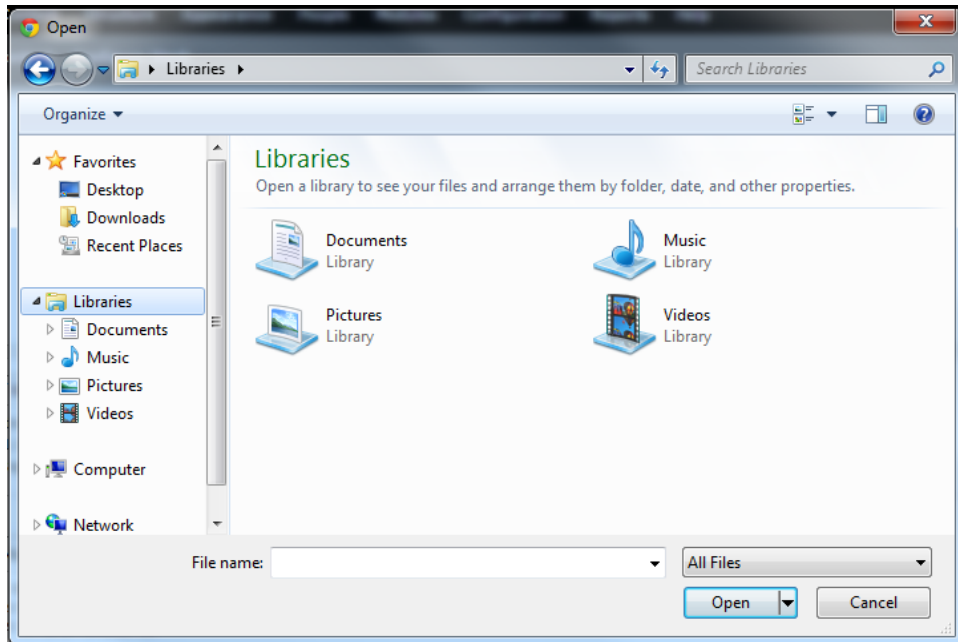 Open
Libraries
Search Libraries
Organize
Favorites
Desktop
Downloads
Recent Places
Libraries
Documents
Music
Pictures
Videos
Computer
Network
Libraries
Open a library to see your files and arrange them by folder, date, and other properties.
Documents
Library
Music
Library
Pictures
Library
Videos
Library
File name:
All Files
Open
Cancel